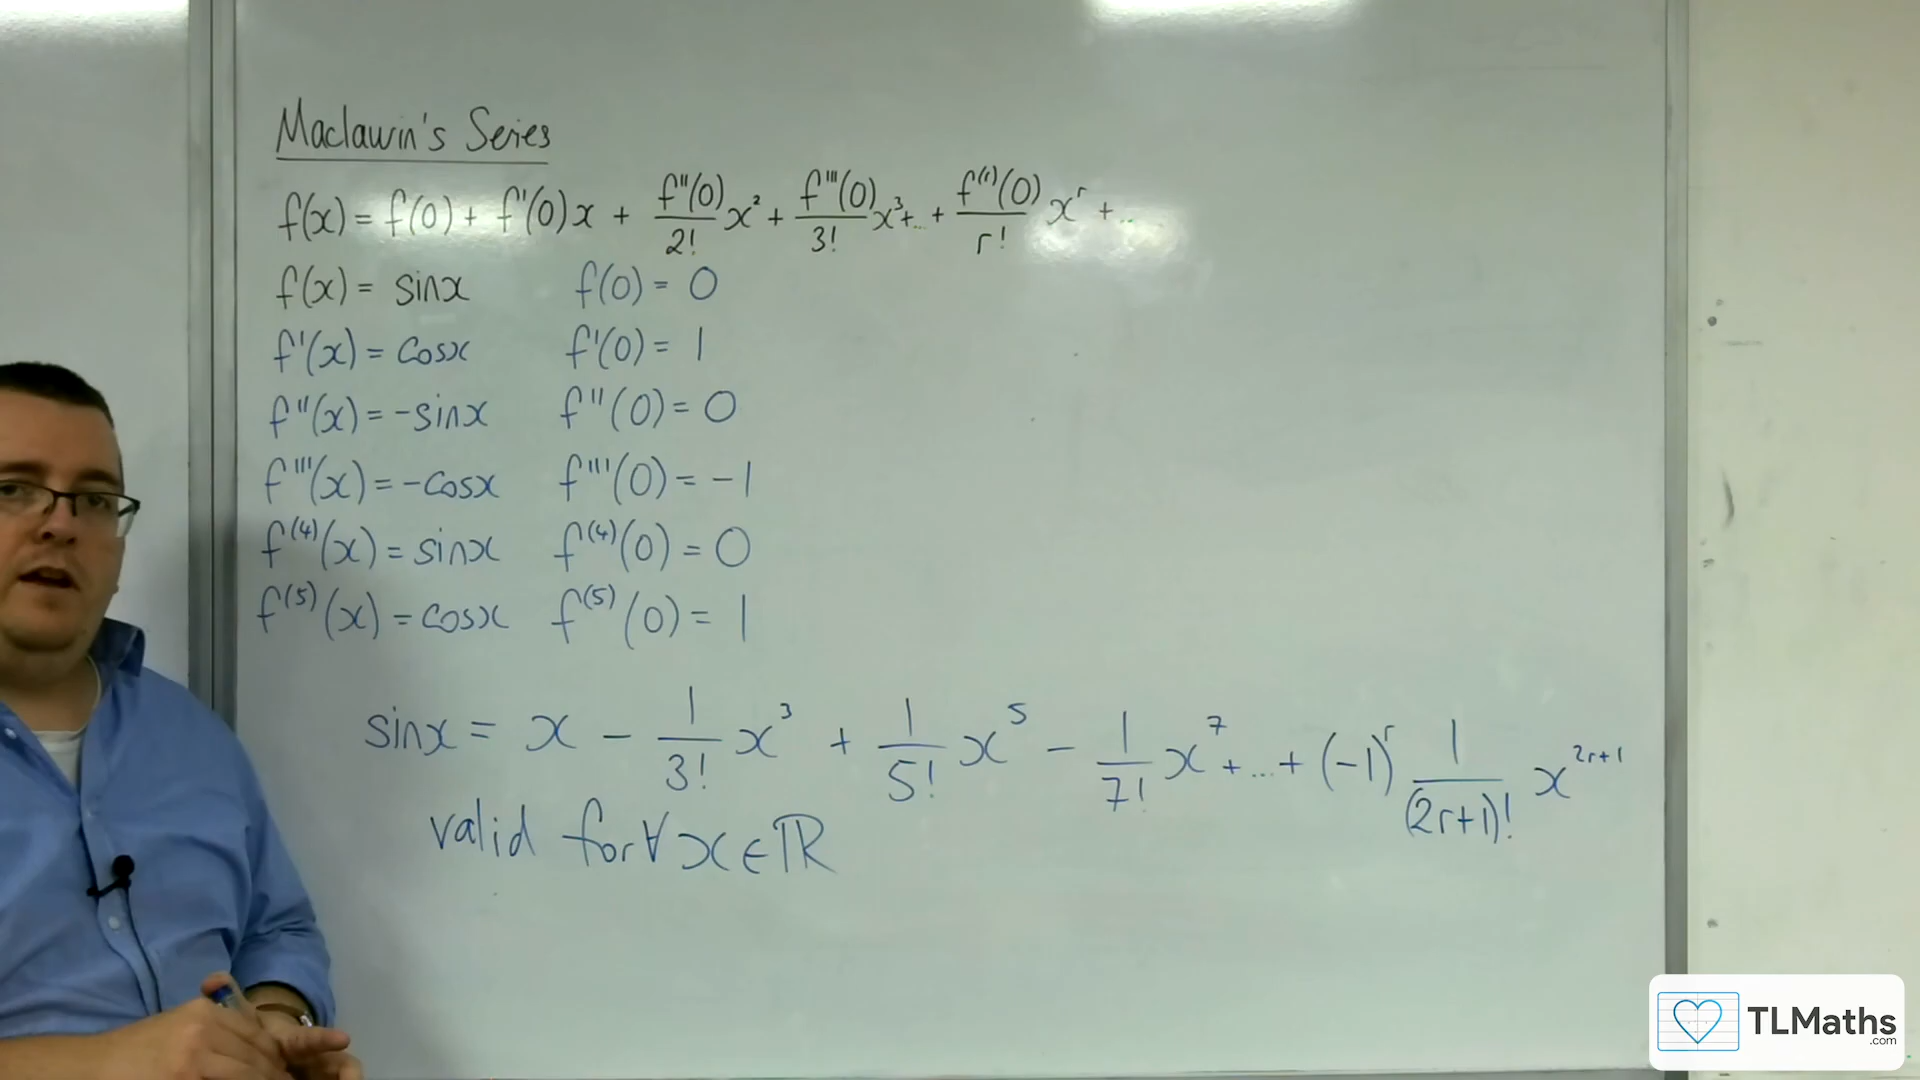 Maclaurin's Series
f(x) = f(0) + f'(0)x + f''(0)/2! x² + f'''(0)/3! x³+... + f⁽ʳ⁾(0)/r! xʳ + ...
f(x) = sinx f(0) = 0
f'(x) = cosx f'(0) = 1
f''(x) = -sinx f''(0) = 0
f'''(x) = -cosx f'''(0) = -1
f⁽⁴⁾(x) = sinx f⁽⁴⁾(0) = 0
f⁽⁵⁾(x) = cosx f⁽⁵⁾(0) = 1
sinx = x - 1/3! x³ + 1/5! x⁵ - 1/7! x⁷ + ... + (-1)ʳ 1/(2r+1)! x²ʳ⁺¹
valid for ∀ x ∈ ℝ
TLMaths
.com